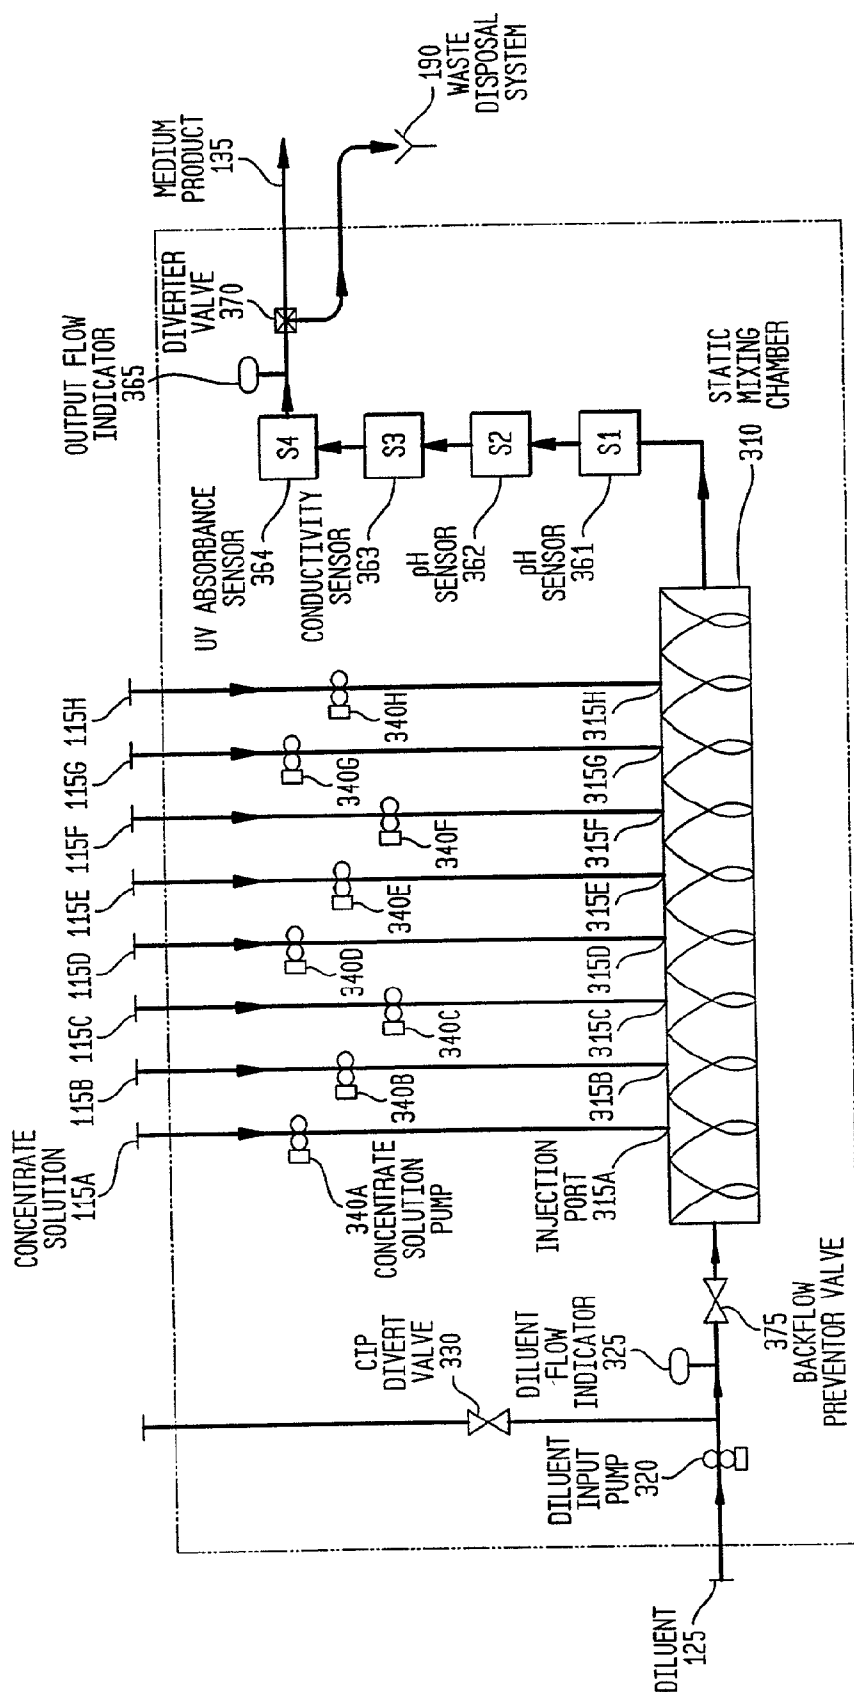 CONCENTRATE
SOLUTION
115A
115B
115C
115D
115E
115F
115G
115H
OUTPUT FLOW
INDICATOR
365
DIVERTER
VALVE
370
MEDIUM
PRODUCT
135
190
WASTE
DISPOSAL
SYSTEM
CIP
DIVERT
VALVE
330
340A
CONCENTRATE
SOLUTION
PUMP
340B
340C
340D
340E
340F
340G
340H
UV ABSORBANCE
SENSOR
364
CONDUCTIVITY
SENSOR
363
pH
SENSOR
362
pH
SENSOR
361
S4
S3
S2
S1
DILUENT
INPUT
PUMP
320
DILUENT
FLOW
INDICATOR
325
INJECTION
PORT
315A
315B
315C
315D
315E
315F
315G
315H
310
STATIC
MIXING
CHAMBER
DILUENT
125
375
BACKFLOW
PREVENTOR VALVE